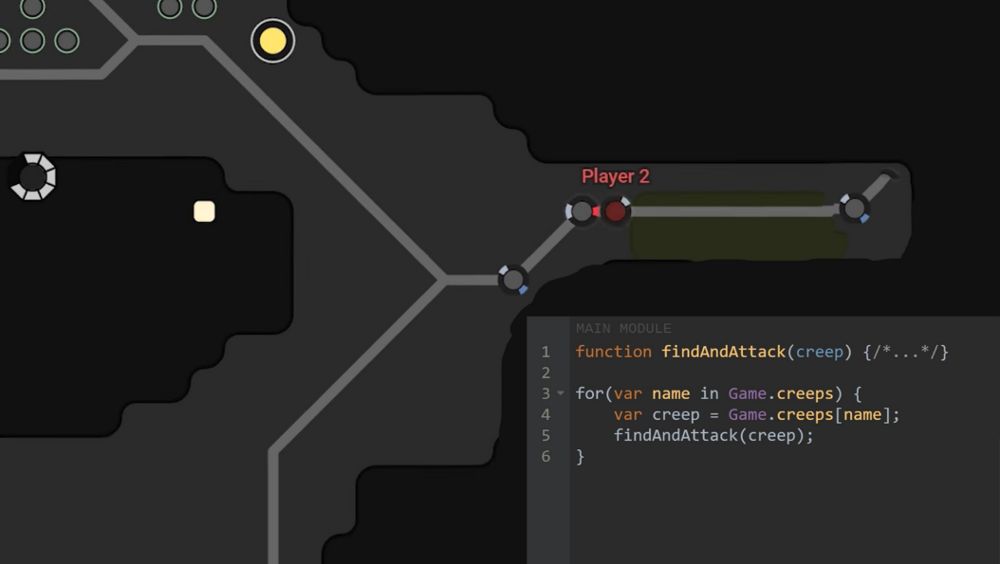 Player 2
MAIN MODULE
1 function findAndAttack(creep) {/*...*/}
2
3 for(var name in Game.creeps) {
4     var creep = Game.creeps[name];
5     findAndAttack(creep);
6 }